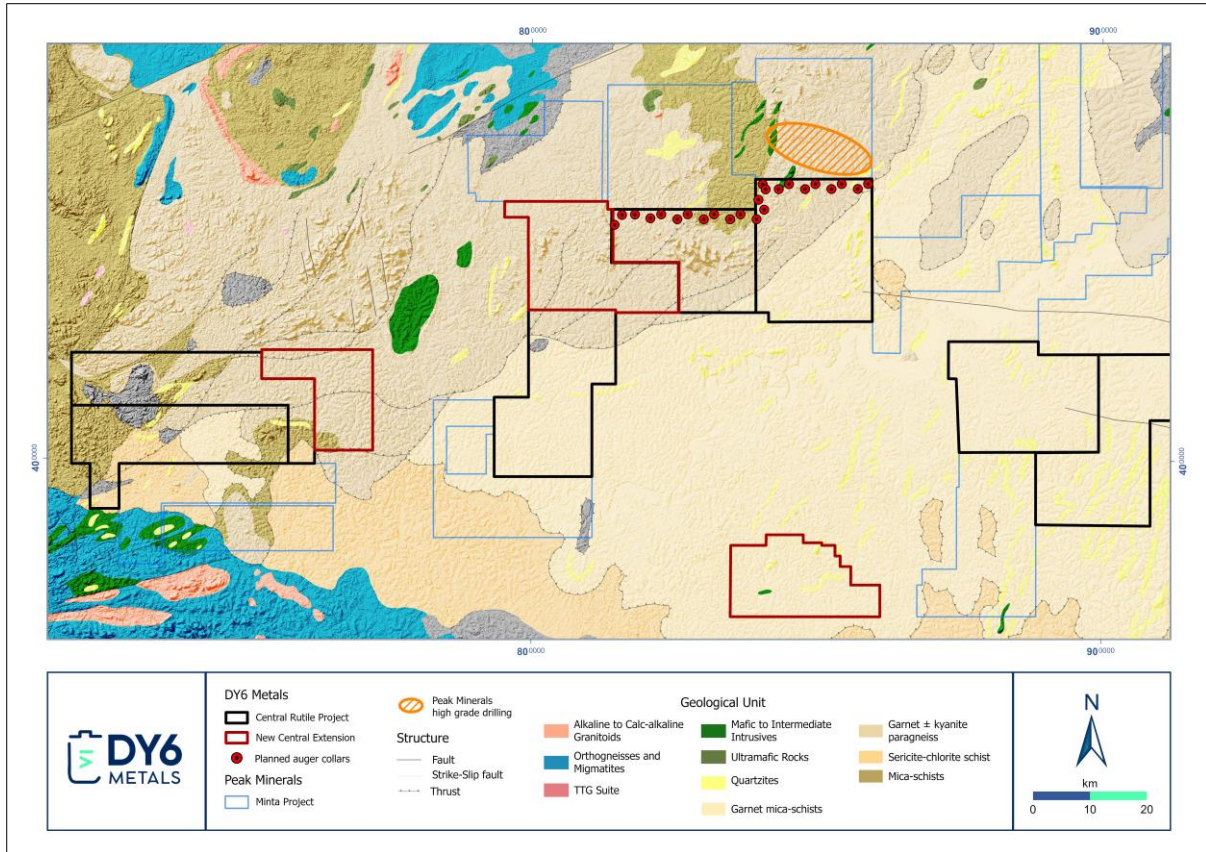 80⁰⁰⁰⁰
90⁰⁰⁰⁰
40⁰⁰⁰⁰
40⁰⁰⁰⁰
80⁰⁰⁰⁰
90⁰⁰⁰⁰
DY6
METALS
DY6 Metals
Central Rutile Project
New Central Extension
Planned auger collars
Peak Minerals
Minta Project
Peak Minerals
high grade drilling
Structure
Fault
Strike-Slip fault
Thrust
Geological Unit
Alkaline to Calc-alkaline
Granitoids
Orthogneisses and
Migmatites
TTG Suite
Mafic to Intermediate
Intrusives
Ultramafic Rocks
Quartzites
Garnet mica-schists
Garnet ± kyanite
paragneiss
Sericite-chlorite schist
Mica-schists
N
km
0
10
20